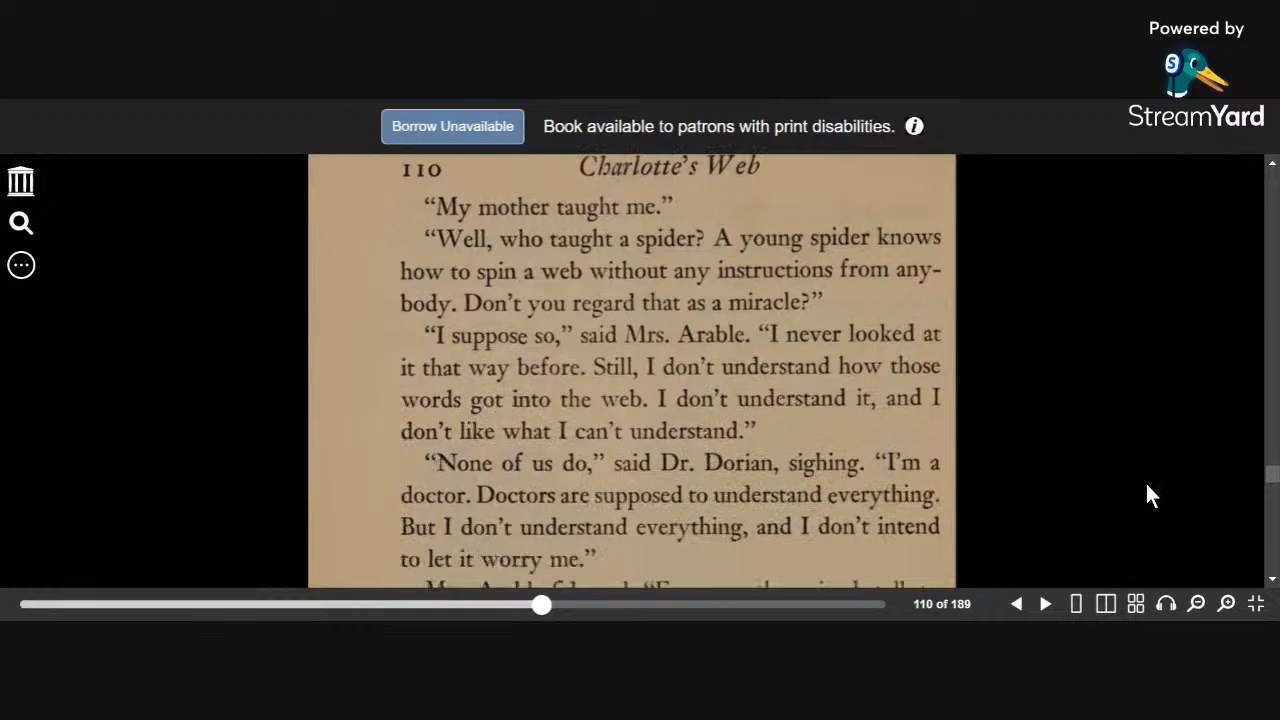 Powered by
S
StreamYard
Borrow Unavailable
Book available to patrons with print disabilities.
110
Charlotte's Web
“My mother taught me.”
“Well, who taught a spider? A young spider knows
how to spin a web without any instructions from any-
body. Don't you regard that as a miracle?”
“I suppose so,” said Mrs. Arable. “I never looked at
it that way before. Still, I don't understand how those
words got into the web. I don't understand it, and I
don't like what I can't understand.”
“None of us do,” said Dr. Dorian, sighing. “I'm a
doctor. Doctors are supposed to understand everything.
But I don't understand everything, and I don't intend
to let it worry me.”
110 of 189